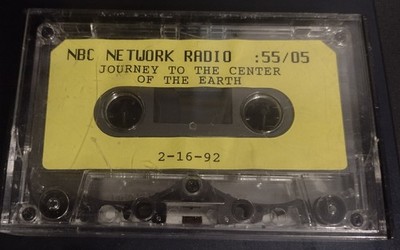 NBC NETWORK RADIO :55/05
JOURNEY TO THE CENTER
OF THE EARTH
2-16-92